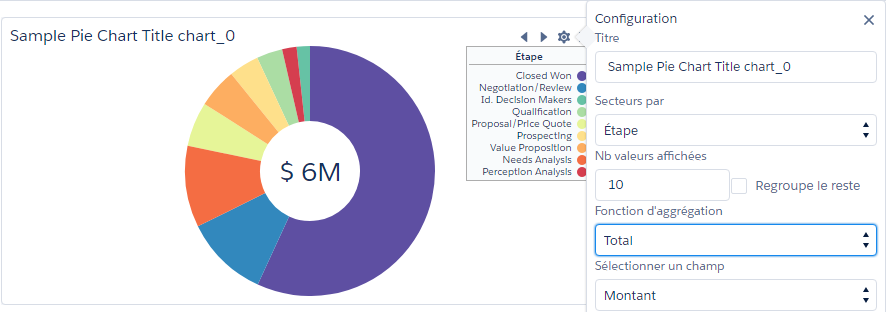 Sample Pie Chart Title chart_0
$ 6M
Étape
Closed Won
Negotiation/Review
Id. Decision Makers
Qualification
Proposal/Price Quote
Prospecting
Value Proposition
Needs Analysis
Perception Analysis
Configuration
Titre
Sample Pie Chart Title chart_0
Secteurs par
Étape
Nb valeurs affichées
10
Regroupe le reste
Fonction d'aggrégation
Total
Sélectionner un champ
Montant